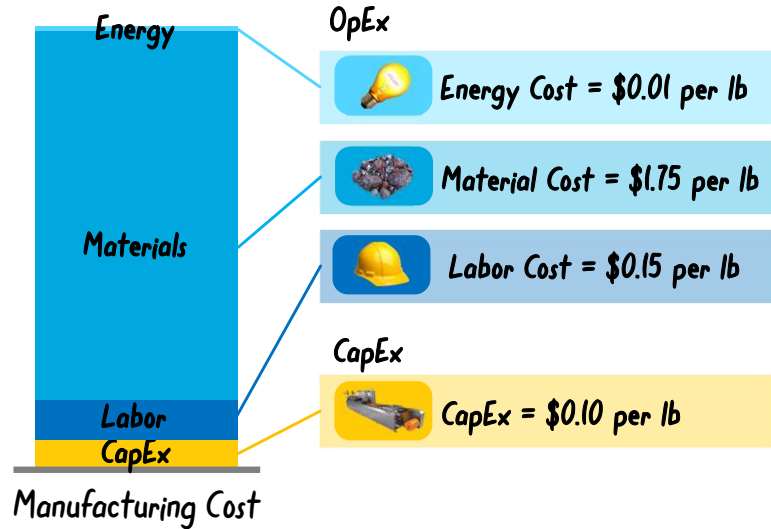 Energy
Materials
Labor
CapEx
Manufacturing Cost
OpEx
Energy Cost = $0.01 per lb
Material Cost = $1.75 per lb
Labor Cost = $0.15 per lb
CapEx
CapEx = $0.10 per lb